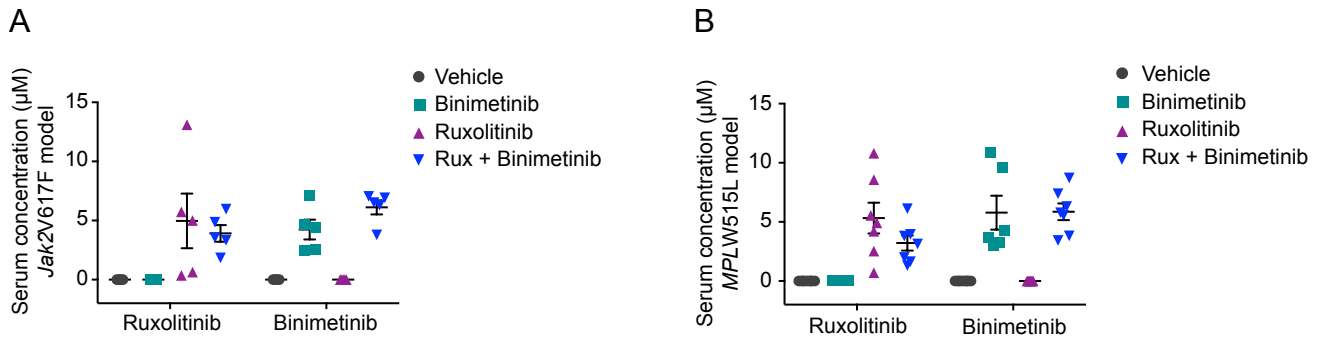 A
Serum concentration (μM)
Jak2V617F model
15
10
5
0
Ruxolitinib
Binimetinib
Vehicle
Binimetinib
Ruxolitinib
Rux + Binimetinib
B
Serum concentration (μM)
MPLW515L model
15
10
5
0
Ruxolitinib
Binimetinib
Vehicle
Binimetinib
Ruxolitinib
Rux + Binimetinib